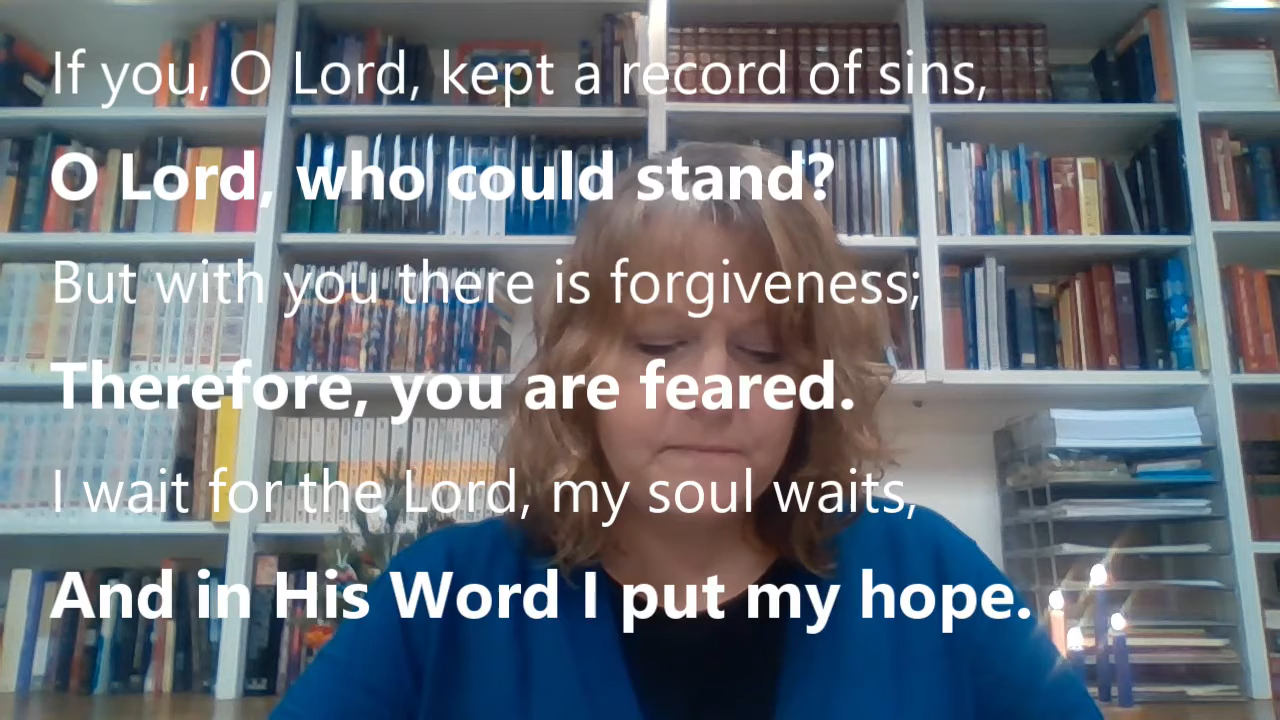 If you, O Lord, kept a record of sins,
O Lord, who could stand?
But with you there is forgiveness;
Therefore, you are feared.
I wait for the Lord, my soul waits,
And in His Word I put my hope.